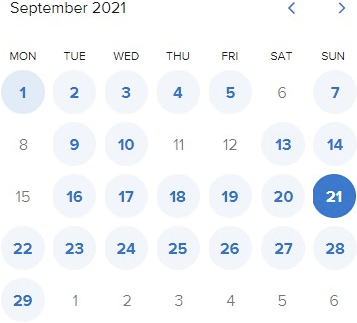 September 2021
MON TUE WED THU FRI SAT SUN
1 2 3 4 5 6 7
8 9 10 11 12 13 14
15 16 17 18 19 20 21
22 23 24 25 26 27 28
29 1 2 3 4 5 6